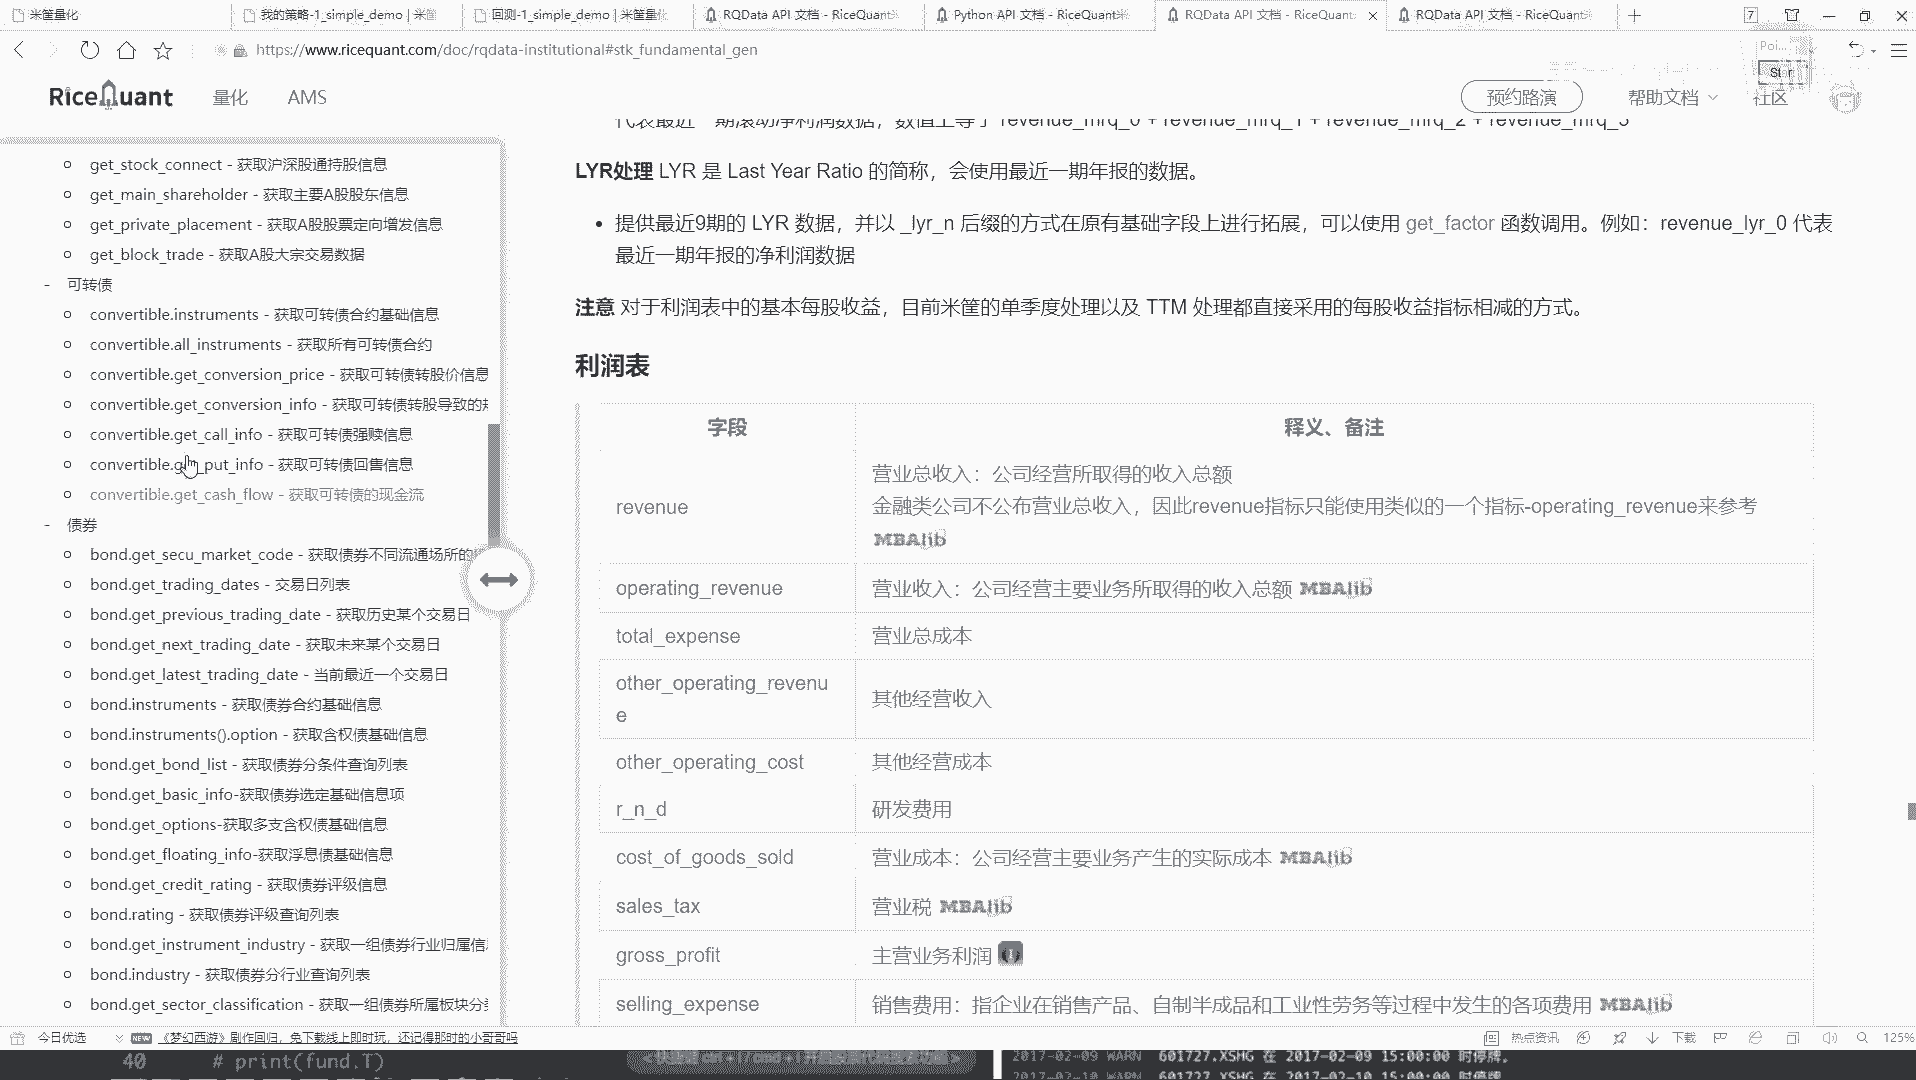 米筐量化
我的策略-1_simple_demo | 米筐
回测-1_simple_demo | 米筐量化
RQData API 文档 - RiceQuant
Python API 文档 - RiceQuant米
RQData API 文档 - RiceQuant
RQData API 文档 - RiceQuant
7
https://www.ricequant.com/doc/rqdata-institutional#stk_fundamental_gen
RiceQuant
量化
AMS
预约路演
帮助文档
社区
代表最近一期滚动净利润数据，数值上等于 revenue_mrq_0 + revenue_mrq_1 + revenue_mrq_2 + revenue_mrq_3
get_stock_connect - 获取沪深股通持股信息
get_main_shareholder - 获取主要A股股东信息
get_private_placement - 获取A股股票定向增发信息
get_block_trade - 获取A股大宗交易数据
- 可转债
convertible.instruments - 获取可转债合约基础信息
convertible.all_instruments - 获取所有可转债合约
convertible.get_conversion_price - 获取可转债转股价信息
convertible.get_conversion_info - 获取可转债转股导致的
convertible.get_call_info - 获取可转债强赎信息
convertible.get_put_info - 获取可转债回售信息
convertible.get_cash_flow - 获取可转债的现金流
- 债券
bond.get_secu_market_code - 获取债券不同流通场所的
bond.get_trading_dates - 交易日列表
bond.get_previous_trading_date - 获取历史某个交易日
bond.get_next_trading_date - 获取未来某个交易日
bond.get_latest_trading_date - 当前最近一个交易日
bond.instruments - 获取债券合约基础信息
bond.instruments().option - 获取含权债基础信息
bond.get_bond_list - 获取债券分条件查询列表
bond.get_basic_info-获取债券选定基础信息项
bond.get_options-获取多支含权债基础信息
bond.get_floating_info-获取浮息债基础信息
bond.get_credit_rating - 获取债券评级信息
bond.rating - 获取债券评级查询列表
bond.get_instrument_industry - 获取一组债券行业归属信
bond.industry - 获取债券分行业查询列表
bond.get_sector_classification - 获取一组债券所属板块分
LYR处理 LYR 是 Last Year Ratio 的简称，会使用最近一期年报的数据。
• 提供最近9期的 LYR 数据，并以 _lyr_n 后缀的方式在原有基础字段上进行拓展，可以使用 get_factor 函数调用。例如：revenue_lyr_0 代表
最近一期年报的净利润数据
注意 对于利润表中的基本每股收益，目前米筐的单季度处理以及 TTM 处理都直接采用的每股收益指标相减的方式。
利润表
字段
释义、备注
revenue
营业总收入：公司经营所取得的收入总额
金融类公司不公布营业总收入，因此revenue指标只能使用类似的一个指标-operating_revenue来参考
MBAlib
operating_revenue
营业收入：公司经营主要业务所取得的收入总额 MBAlib
total_expense
营业总成本
other_operating_revenu
e
其他经营收入
other_operating_cost
其他经营成本
r_n_d
研发费用
cost_of_goods_sold
营业成本：公司经营主要业务产生的实际成本 MBAlib
sales_tax
营业税 MBAlib
gross_profit
主营业务利润
selling_expense
销售费用：指企业在销售产品、自制半成品和工业性劳务等过程中发生的各项费用 MBAlib
今日优选
NEW
《梦幻西游》剧作回归，免下载线上即时玩，还记得那时的小哥哥吗
热点资讯
下载
125%
40 # print(fund.T)
2017-02-09 WARN 601727.XSHG 在 2017-02-09 15:00:00 时停牌。
2017-02-10 WARN 601727.XSHG 在 2017-02-10 15:00:00 时停牌。